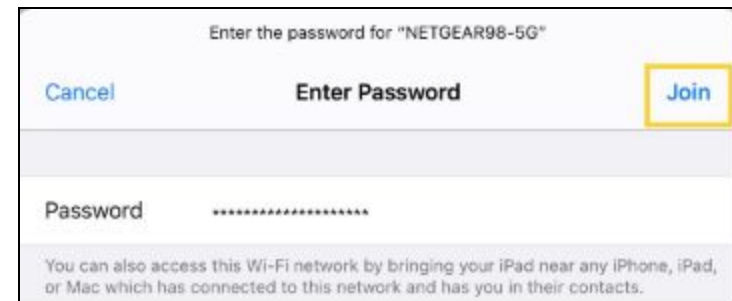 Enter the password for “NETGEAR98-5G”
Cancel Enter Password Join
Password ********************
You can also access this Wi-Fi network by bringing your iPad near any iPhone, iPad,
or Mac which has connected to this network and has you in their contacts.